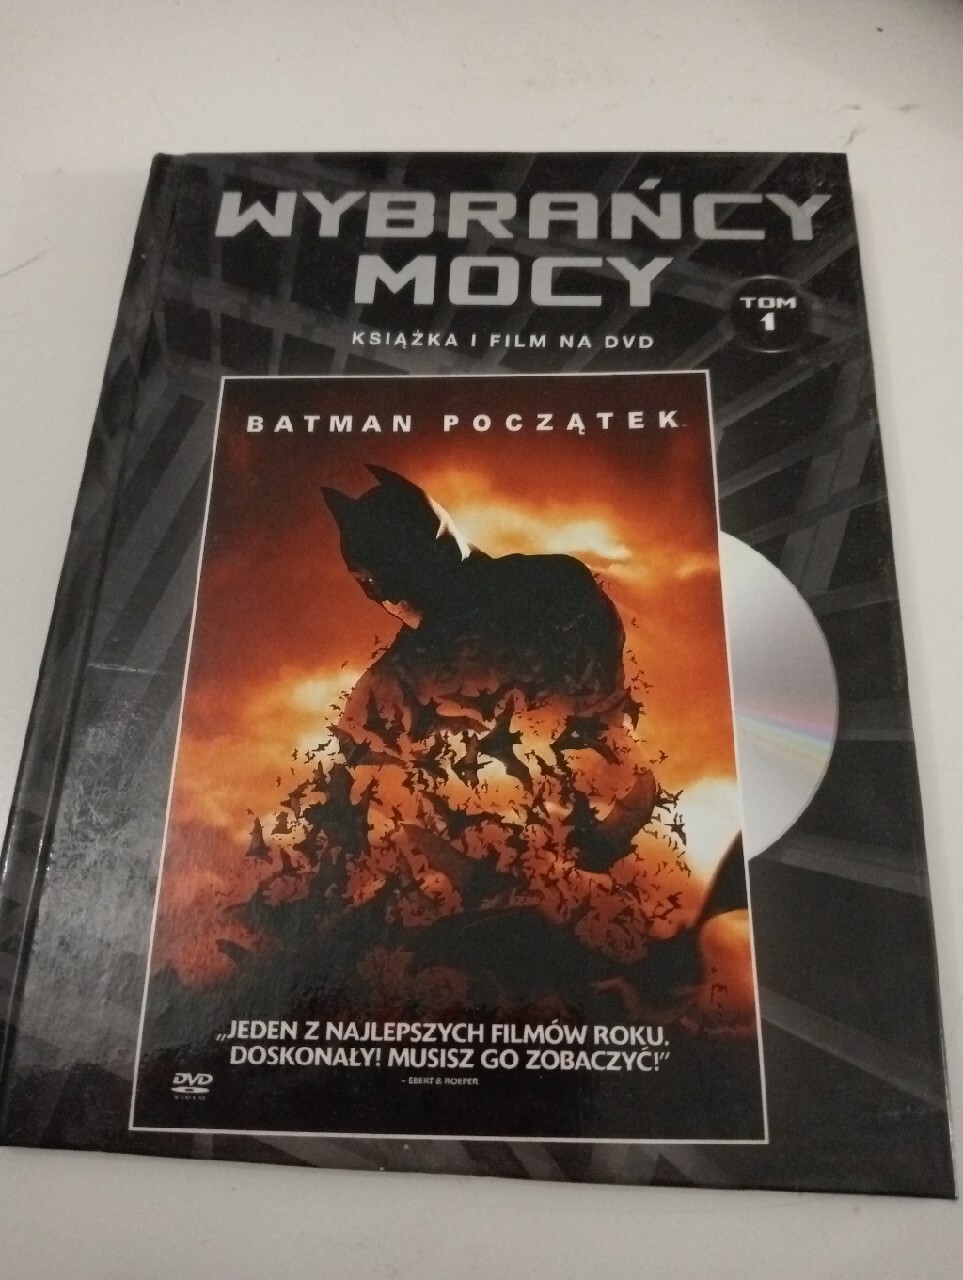 WYBRAŃCY
MOCY
TOM
1
KSIĄŻKA I FILM NA DVD
BATMAN POCZĄTEK
„JEDEN Z NAJLEPSZYCH FILMÓW ROKU.
DOSKONAŁY! MUSISZ GO ZOBACZYĆ!”
- EBERT & ROEPER
DVD
VIDEO